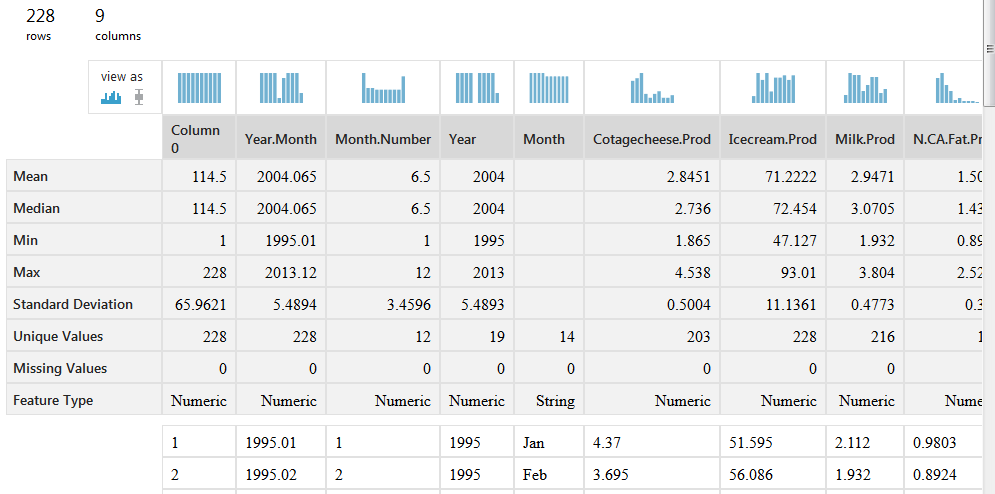 228 9
rows columns
view as
Column 0 Year.Month Month.Number Year Month Cotagecheese.Prod Icecream.Prod Milk.Prod N.CA.Fat.Pr
Mean 114.5 2004.065 6.5 2004 2.8451 71.2222 2.9471 1.50
Median 114.5 2004.065 6.5 2004 2.736 72.454 3.0705 1.43
Min 1 1995.01 1 1995 1.865 47.127 1.932 0.89
Max 228 2013.12 12 2013 4.538 93.01 3.804 2.52
Standard Deviation 65.9621 5.4894 3.4596 5.4893 0.5004 11.1361 0.4773 0.3
Unique Values 228 228 12 19 14 203 228 216 1
Missing Values 0 0 0 0 0 0 0 0
Feature Type Numeric Numeric Numeric Numeric String Numeric Numeric Numeric Nume
1 1995.01 1 1995 Jan 4.37 51.595 2.112 0.9803
2 1995.02 2 1995 Feb 3.695 56.086 1.932 0.8924